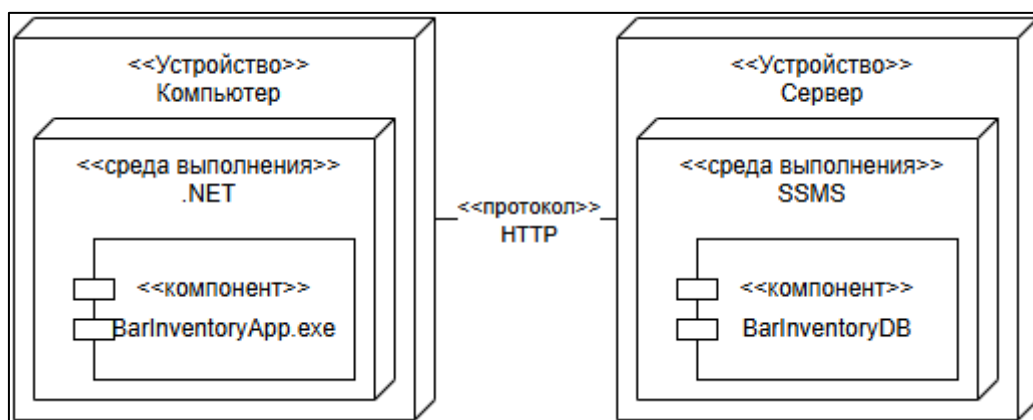 <<Устройство>>
Компьютер
<<среда выполнения>>
.NET
<<компонент>>
BarInventoryApp.exe
<<протокол>>
HTTP
<<Устройство>>
Сервер
<<среда выполнения>>
SSMS
<<компонент>>
BarInventoryDB